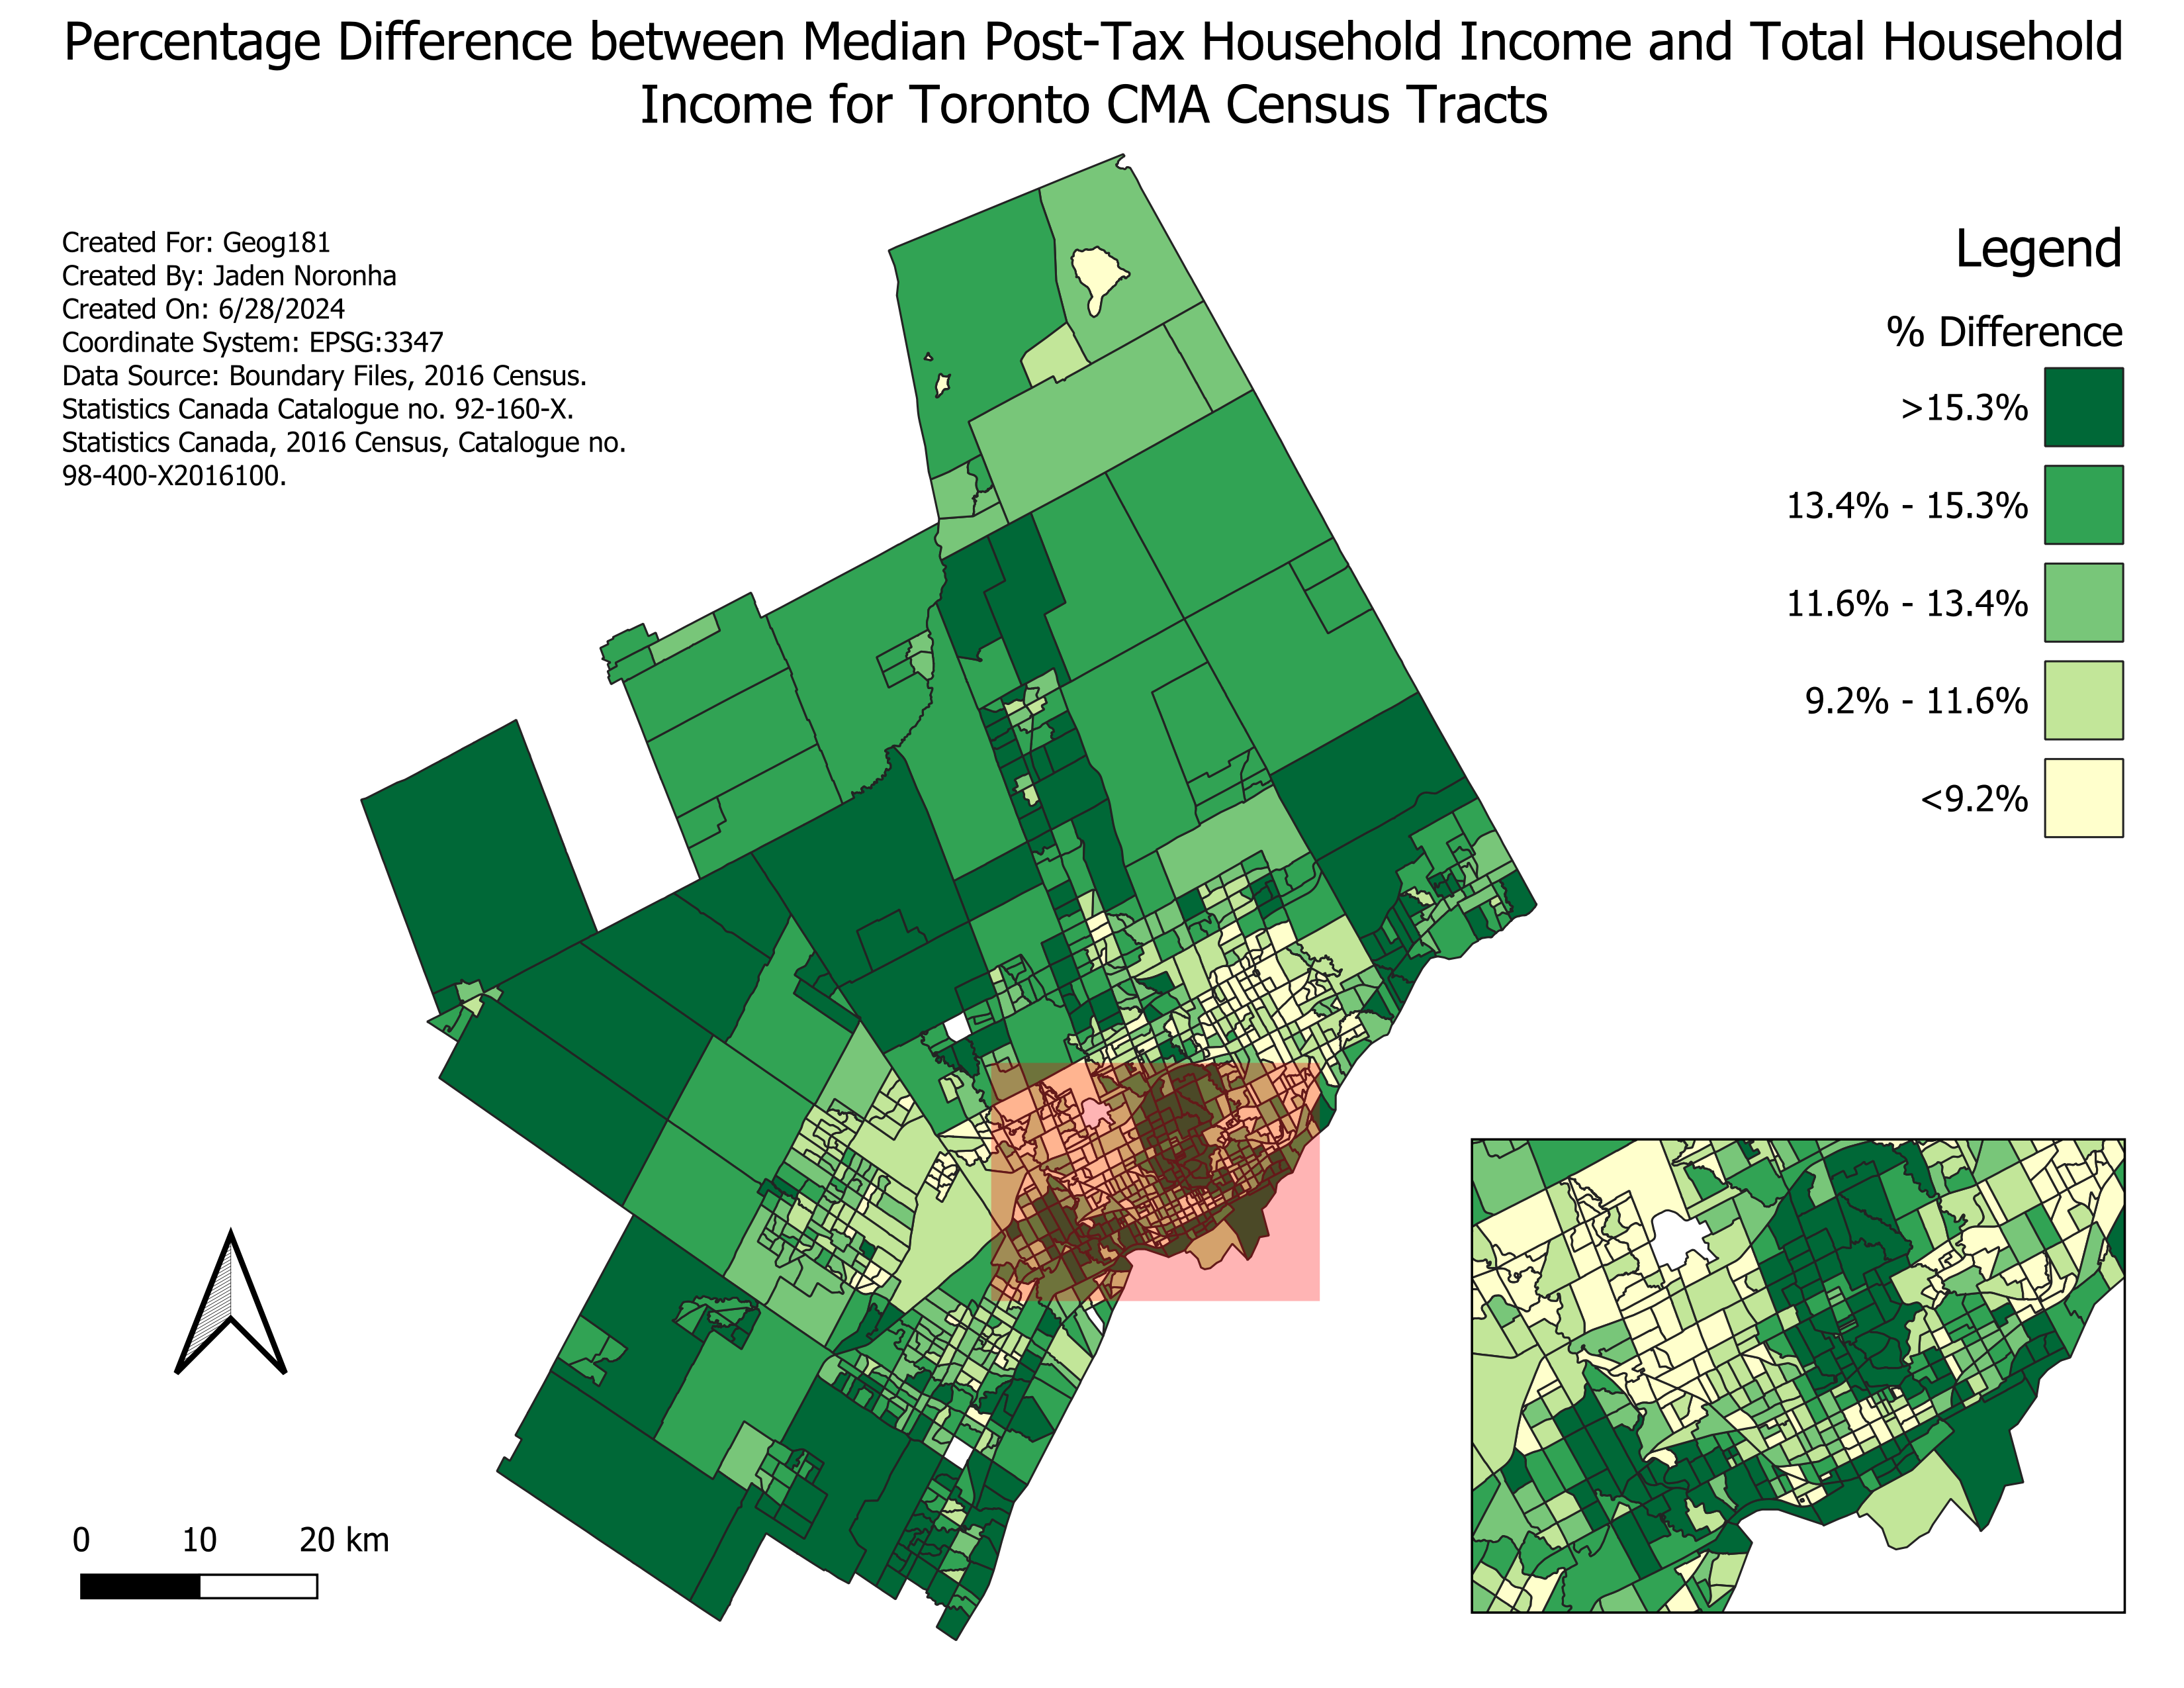 Percentage Difference between Median Post-Tax Household Income and Total Household
Income for Toronto CMA Census Tracts
Created For: Geog181
Created By: Jaden Noronha
Created On: 6/28/2024
Coordinate System: EPSG:3347
Data Source: Boundary Files, 2016 Census.
Statistics Canada Catalogue no. 92-160-X.
Statistics Canada, 2016 Census, Catalogue no.
98-400-X2016100.
Legend
% Difference
>15.3%
13.4% - 15.3%
11.6% - 13.4%
9.2% - 11.6%
<9.2%
0 10 20 km